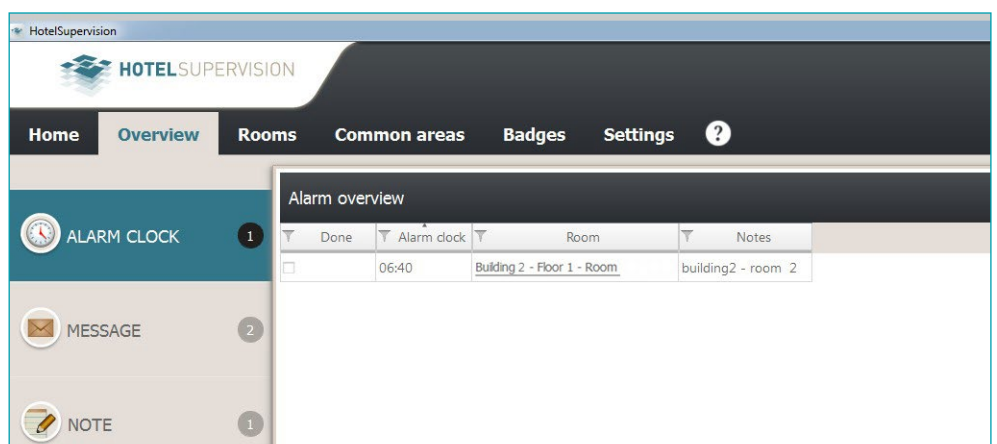 HotelSupervision
HOTELSUPERVISION
Home Overview Rooms Common areas Badges Settings ?
Alarm overview
ALARM CLOCK 1
Done Alarm clock Room Notes
06:40 Building 2 - Floor 1 - Room building2 - room 2
MESSAGE 2
NOTE 1